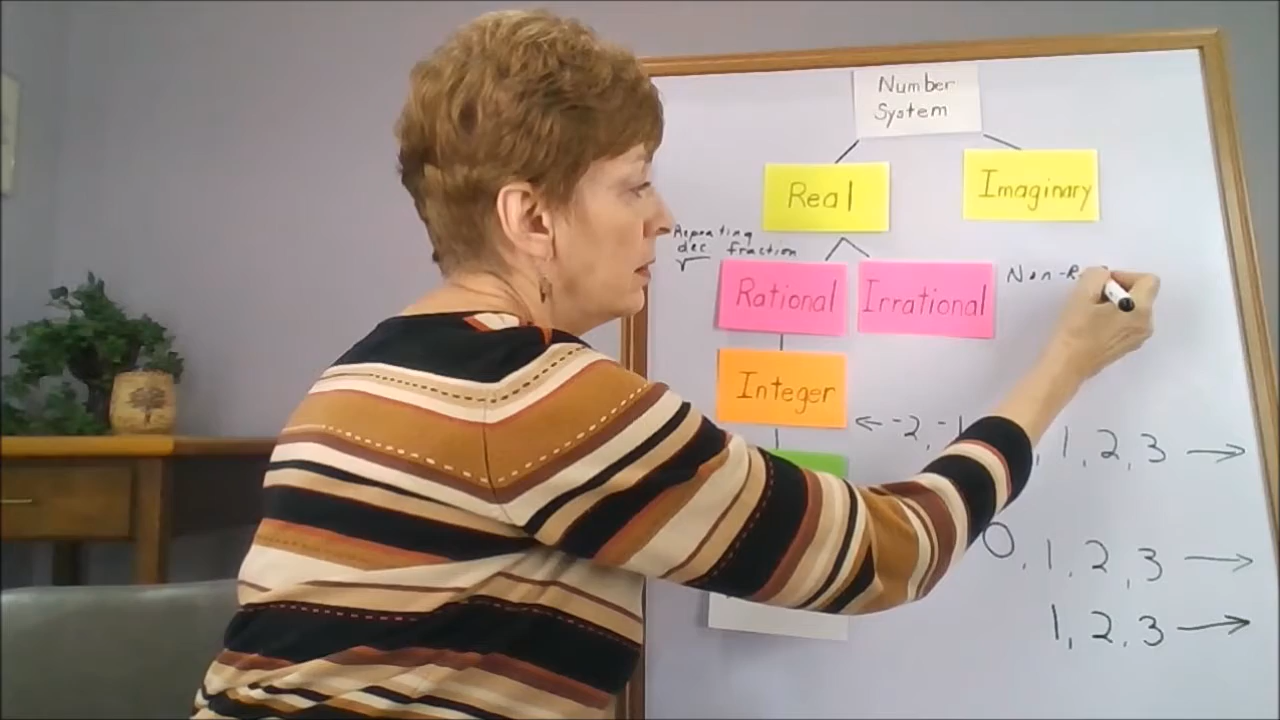 Number
System
Real
Imaginary
Repeating
dec. fraction
√
Rational
Irrational
Non-R
Integer
← -2, -1
, 1, 2, 3 →
0, 1, 2, 3 →
1, 2, 3 →